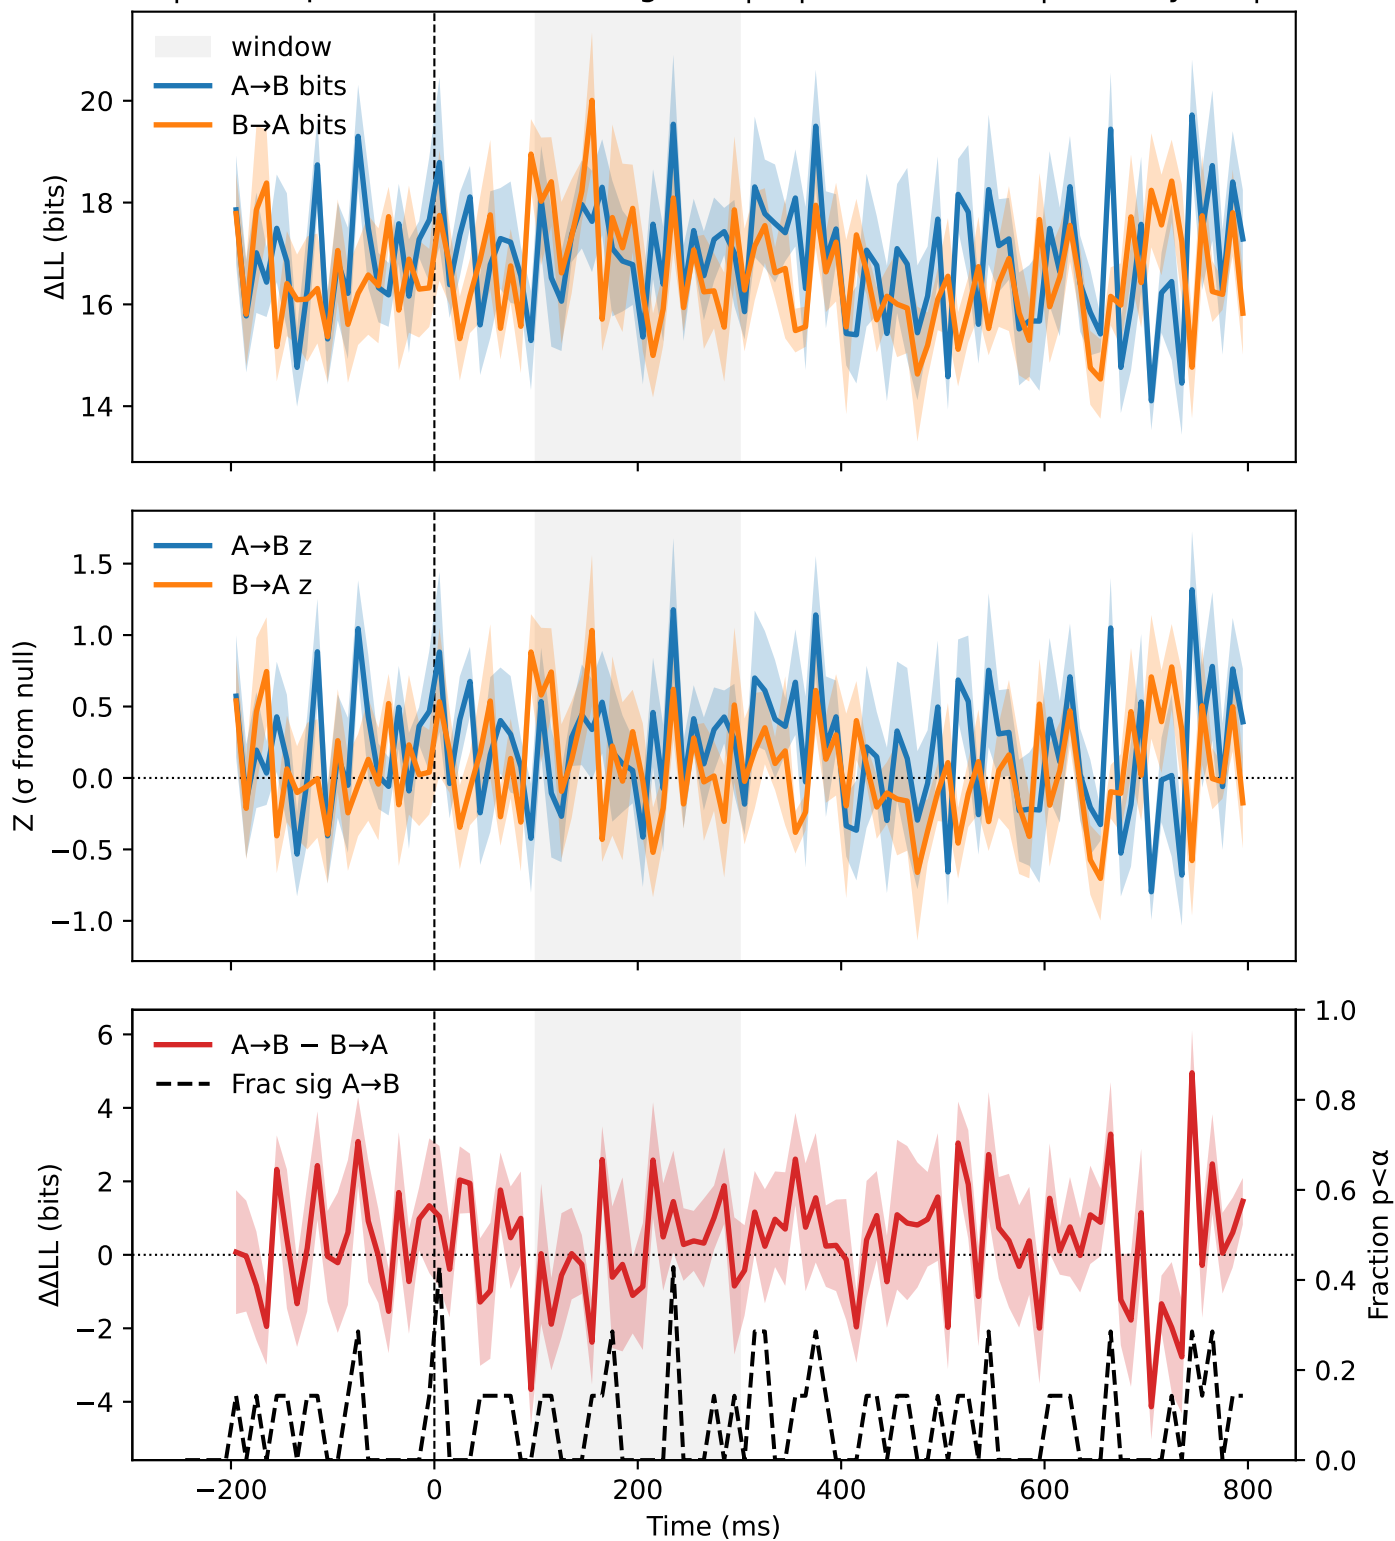 window
A→B bits
B→A bits
ΔLL (bits)
20
18
16
14
A→B z
B→A z
Z (σ from null)
1.5
1.0
0.5
0.0
−0.5
−1.0
A→B − B→A
Frac sig A→B
ΔΔLL (bits)
6
4
2
0
−2
−4
1.0
0.8
0.6
0.4
0.2
0.0
Fraction p<α
−200 0 200 400 600 800
Time (ms)